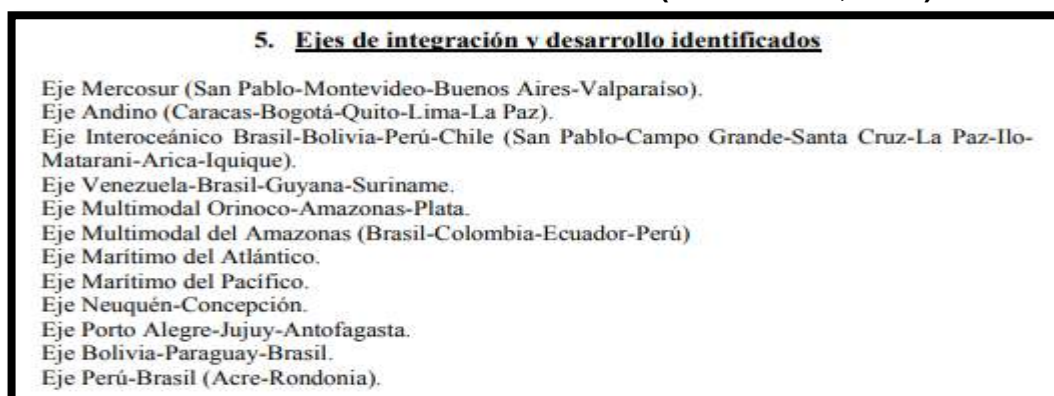 5. Ejes de integración y desarrollo identificados
Eje Mercosur (San Pablo-Montevideo-Buenos Aires-Valparaíso).
Eje Andino (Caracas-Bogotá-Quito-Lima-La Paz).
Eje Interoceánico Brasil-Bolivia-Perú-Chile (San Pablo-Campo Grande-Santa Cruz-La Paz-Ilo-
Matarani-Arica-Iquique).
Eje Venezuela-Brasil-Guyana-Suriname.
Eje Multimodal Orinoco-Amazonas-Plata.
Eje Multimodal del Amazonas (Brasil-Colombia-Ecuador-Perú)
Eje Marítimo del Atlántico.
Eje Marítimo del Pacífico.
Eje Neuquén-Concepción.
Eje Porto Alegre-Jujuy-Antofagasta.
Eje Bolivia-Paraguay-Brasil.
Eje Perú-Brasil (Acre-Rondonia).